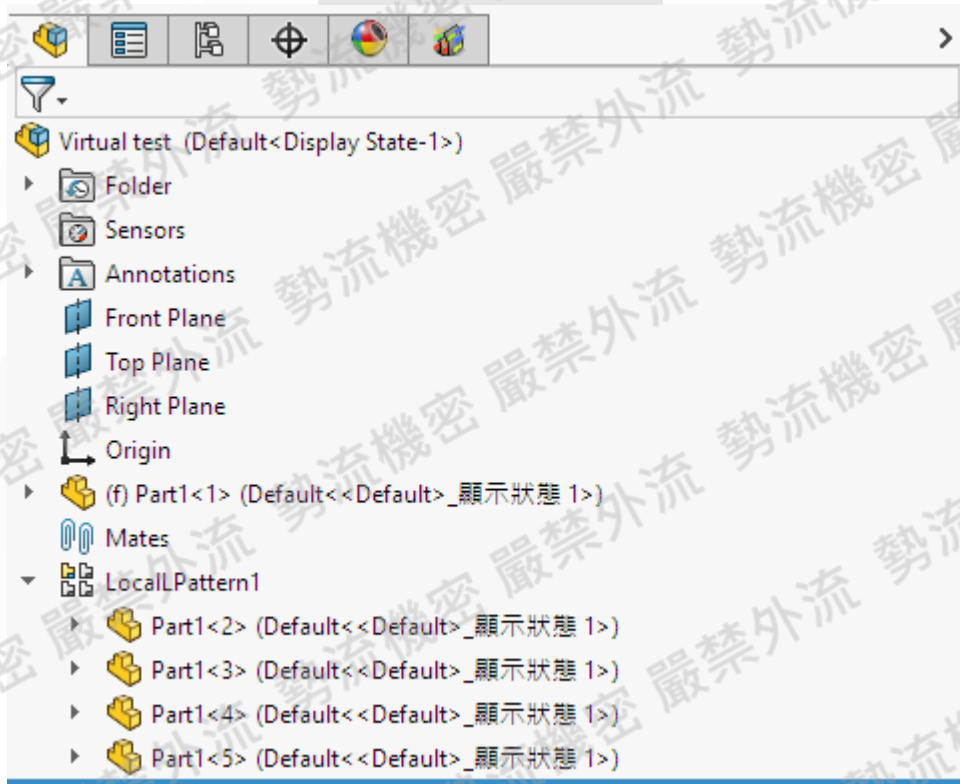 Virtual test (Default<Display State-1>)
Folder
Sensors
Annotations
Front Plane
Top Plane
Right Plane
Origin
(f) Part1<1> (Default<<Default>_顯示狀態 1>)
Mates
LocalLPattern1
Part1<2> (Default<<Default>_顯示狀態 1>)
Part1<3> (Default<<Default>_顯示狀態 1>)
Part1<4> (Default<<Default>_顯示狀態 1>)
Part1<5> (Default<<Default>_顯示狀態 1>)
勢流機密 嚴禁外流